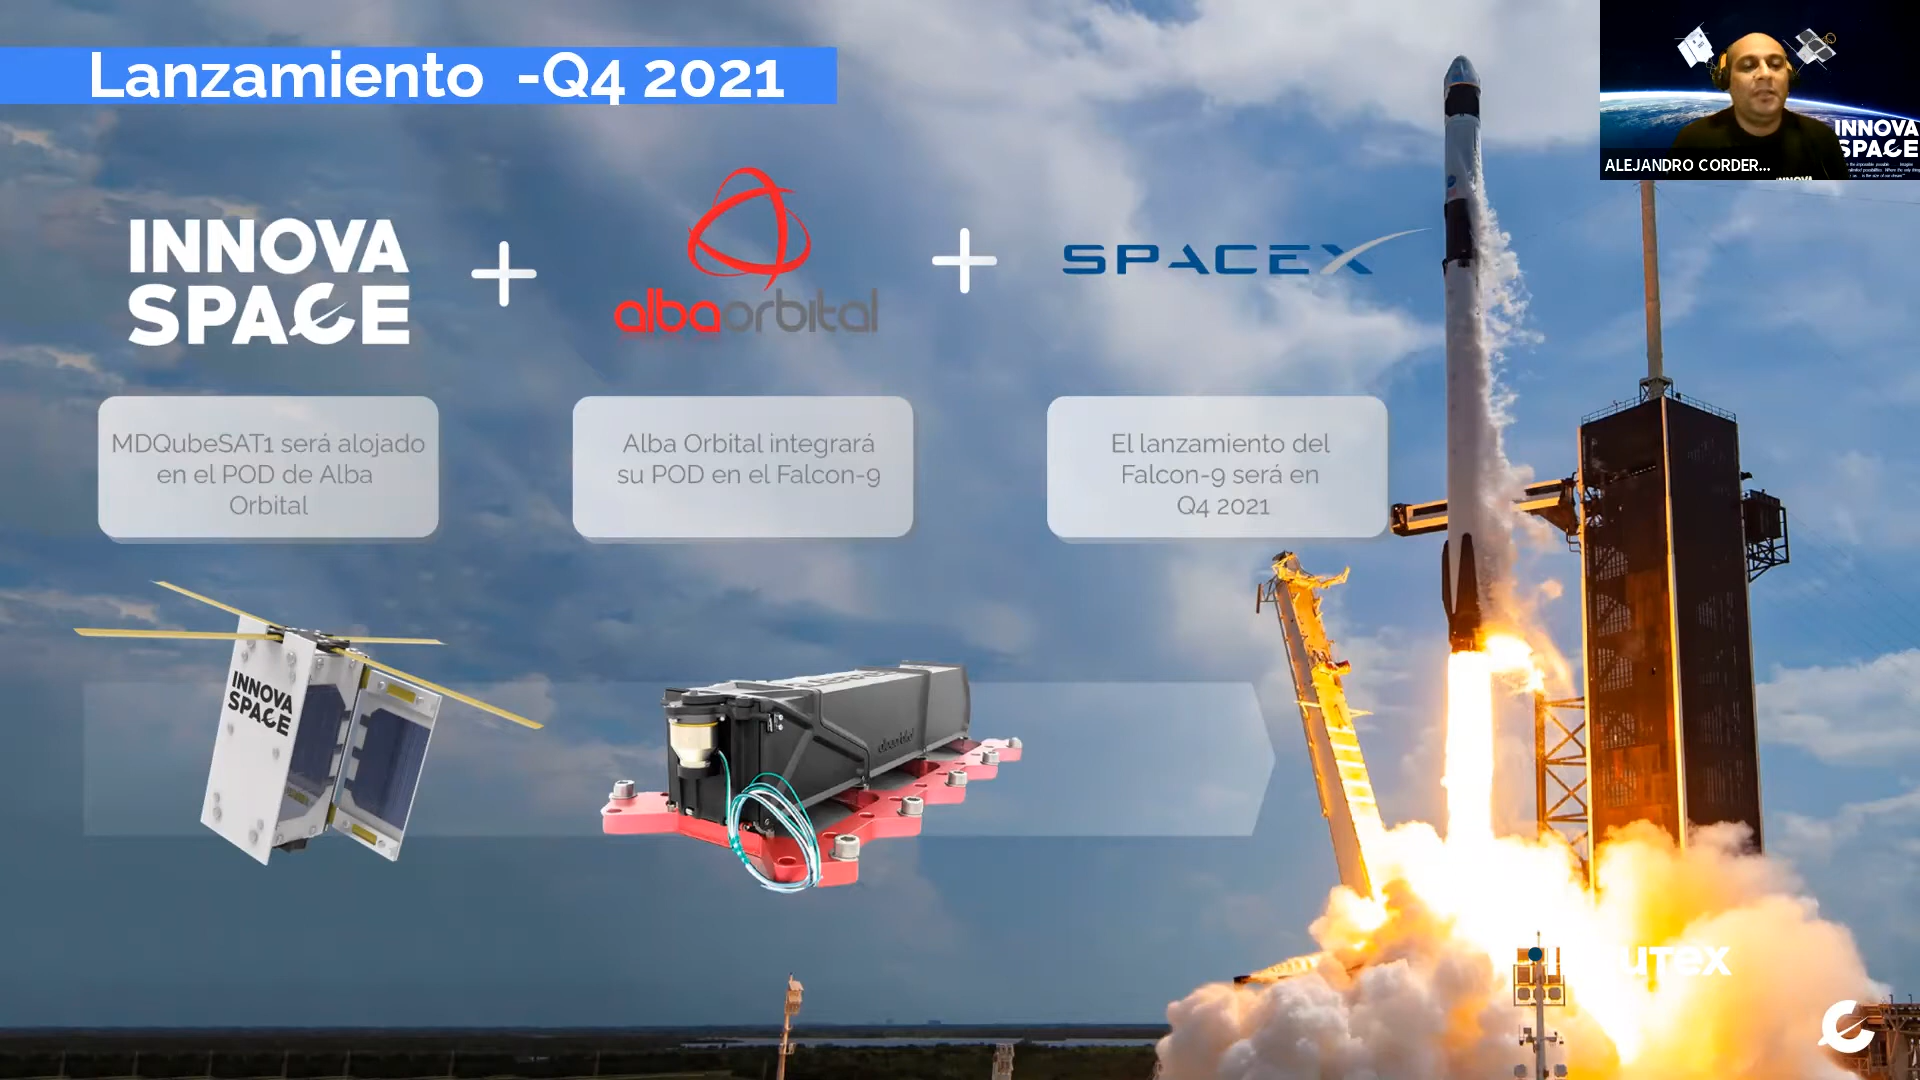 Lanzamiento -Q4 2021
INNOVA
SPACE
ALEJANDRO CORDER...
INNOVA
SPACE
albaorbital
SPACEX
MDQubeSAT1 será alojado
en el POD de Alba
Orbital
Alba Orbital integrará
su POD en el Falcon-9
El lanzamiento del
Falcon-9 será en
Q4 2021
INNOVA
SPACE
albaorbital